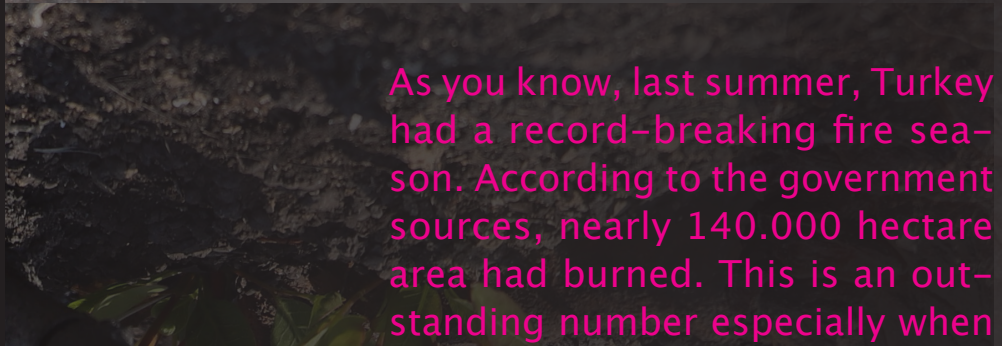 As you know, last summer, Turkey
had a record-breaking fire sea-
son. According to the government
sources, nearly 140.000 hectare
area had burned. This is an out-
standing number especially when